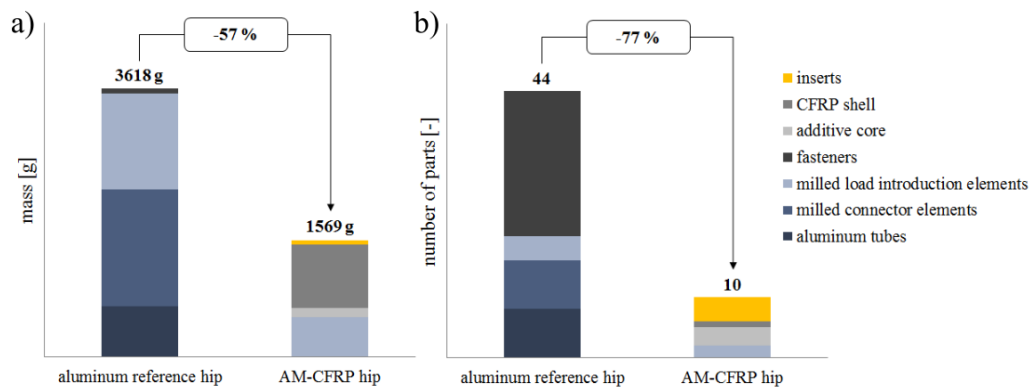 a)
-57 %
3618 g
1569 g
mass [g]
aluminum reference hip
AM-CFRP hip
b)
-77 %
44
10
number of parts [-]
aluminum reference hip
AM-CFRP hip
inserts
CFRP shell
additive core
fasteners
milled load introduction elements
milled connector elements
aluminum tubes